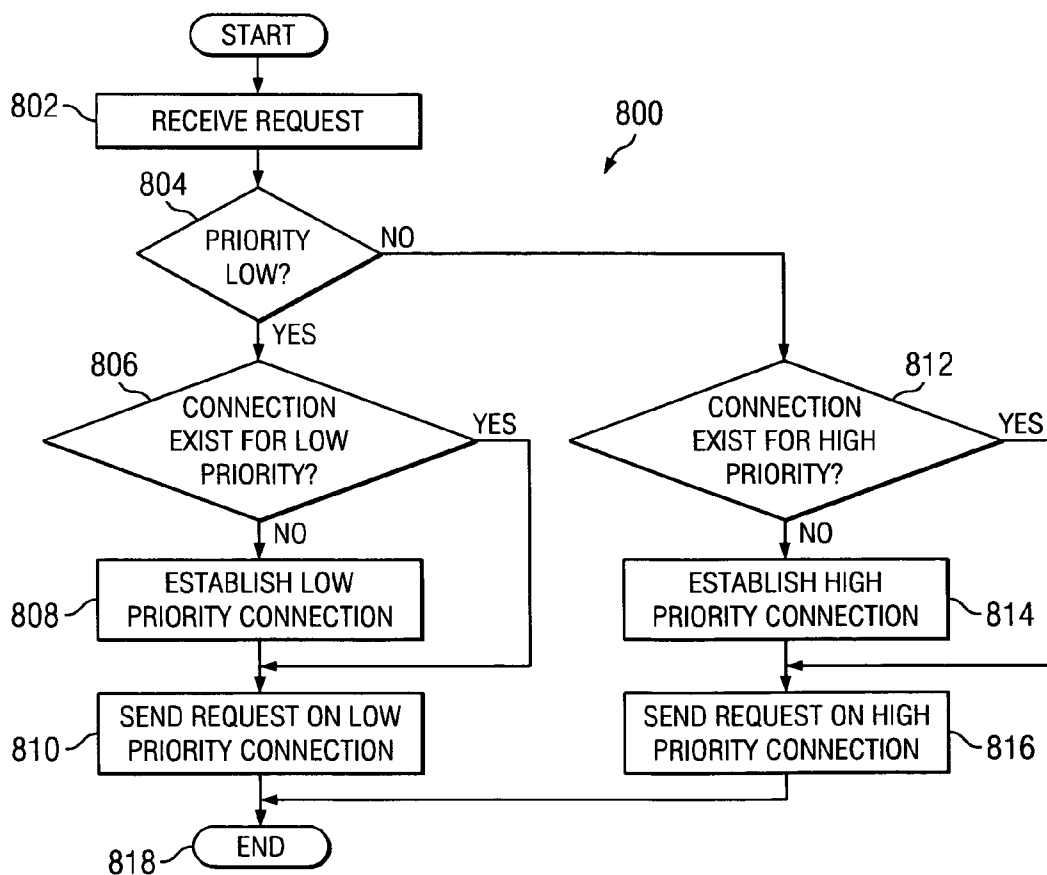 START
802
RECEIVE REQUEST
800
804
PRIORITY
LOW?
NO
YES
806
CONNECTION
EXIST FOR LOW
PRIORITY?
YES
812
CONNECTION
EXIST FOR HIGH
PRIORITY?
YES
NO
NO
808
ESTABLISH LOW
PRIORITY CONNECTION
ESTABLISH HIGH
PRIORITY CONNECTION
814
810
SEND REQUEST ON LOW
PRIORITY CONNECTION
SEND REQUEST ON HIGH
PRIORITY CONNECTION
816
818
END